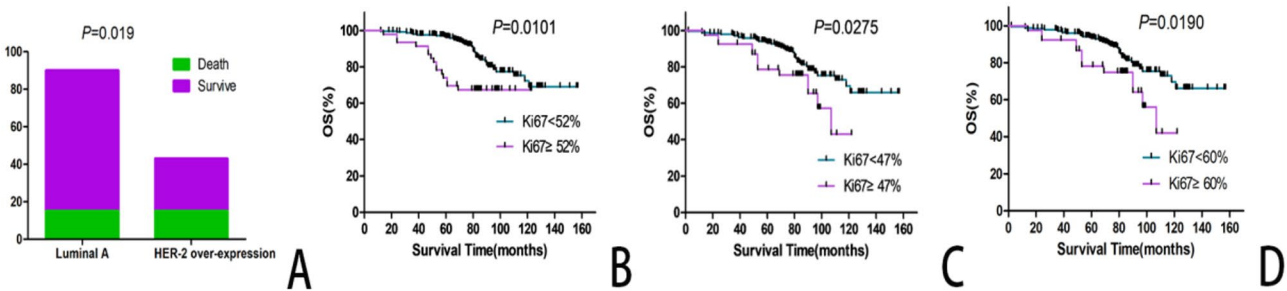 P=0.019
100
80
60
40
20
0
Death
Survive
Luminal A
HER-2 over-expression
A
P=0.0101
100
80
60
40
20
0
OS(%)
Ki67<52%
Ki67≥ 52%
0 20 40 60 80 100 120 140 160
Survival Time(months)
B
P=0.0275
100
80
60
40
20
0
OS(%)
Ki67<47%
Ki67≥ 47%
0 20 40 60 80 100 120 140 160
Survival Time(months)
C
P=0.0190
100
80
60
40
20
0
OS(%)
Ki67<60%
Ki67≥ 60%
0 20 40 60 80 100 120 140 160
Survival Time(months)
D